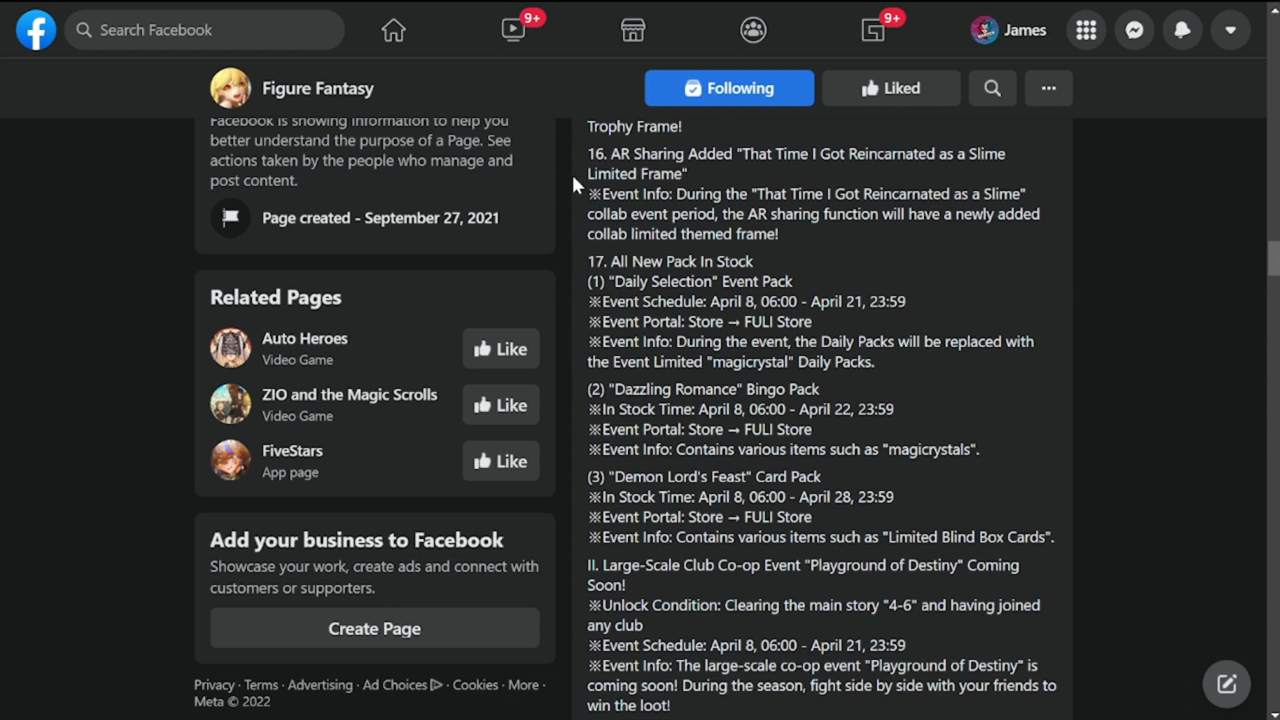 Search Facebook
9+
9+
James
Figure Fantasy
Following
Liked
Facebook is showing information to help you
better understand the purpose of a Page. See
actions taken by the people who manage and
post content.
Page created - September 27, 2021
Related Pages
Auto Heroes
Video Game
Like
ZIO and the Magic Scrolls
Video Game
Like
FiveStars
App page
Like
Add your business to Facebook
Showcase your work, create ads and connect with
customers or supporters.
Create Page
Privacy · Terms · Advertising · Ad Choices · Cookies · More ·
Meta © 2022
Trophy Frame!
16. AR Sharing Added "That Time I Got Reincarnated as a Slime
Limited Frame"
※Event Info: During the "That Time I Got Reincarnated as a Slime"
collab event period, the AR sharing function will have a newly added
collab limited themed frame!
17. All New Pack In Stock
(1) "Daily Selection" Event Pack
※Event Schedule: April 8, 06:00 - April 21, 23:59
※Event Portal: Store → FULI Store
※Event Info: During the event, the Daily Packs will be replaced with
the Event Limited "magicrystal" Daily Packs.
(2) "Dazzling Romance" Bingo Pack
※In Stock Time: April 8, 06:00 - April 22, 23:59
※Event Portal: Store → FULI Store
※Event Info: Contains various items such as "magicrystals".
(3) "Demon Lord's Feast" Card Pack
※In Stock Time: April 8, 06:00 - April 28, 23:59
※Event Portal: Store → FULI Store
※Event Info: Contains various items such as "Limited Blind Box Cards".
II. Large-Scale Club Co-op Event "Playground of Destiny" Coming
Soon!
※Unlock Condition: Clearing the main story "4-6" and having joined
any club
※Event Schedule: April 8, 06:00 - April 21, 23:59
※Event Info: The large-scale co-op event "Playground of Destiny" is
coming soon! During the season, fight side by side with your friends to
win the loot!